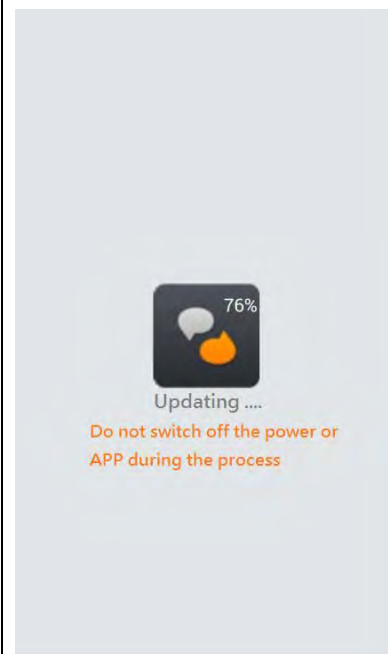 76%
Updating ....
Do not switch off the power or
APP during the process